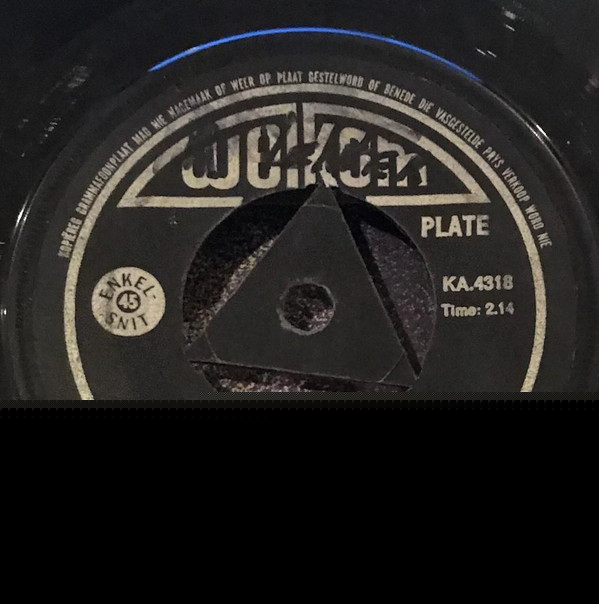 KOPIËREG GRAMMAFOONPLAAT MAG NIE NAGEMAAK OF WEER OP PLAAT GESTELWORD OF BENEDE DIE VASGESTELDE PRYS VERKOOP WORD NIE
welkom
PLATE
ENKEL-
45
SNIT
KA.4318
Time: 2.14